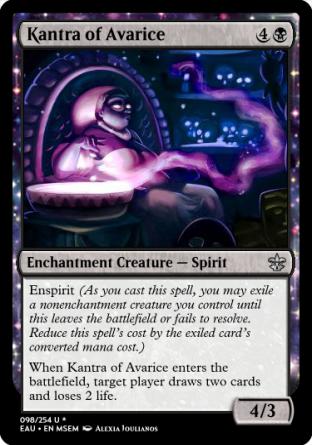 Kantra of Avarice 4
Enchantment Creature — Spirit
Enspirit (As you cast this spell, you may exile
a nonenchantment creature you control until
this leaves the battlefield or fails to resolve.
Reduce this spell's cost by the exiled card's
converted mana cost.)
When Kantra of Avarice enters the
battlefield, target player draws two cards
and loses 2 life.
4/3
098/254 U *
EAU • EN MSEM Alexia Ioulianos